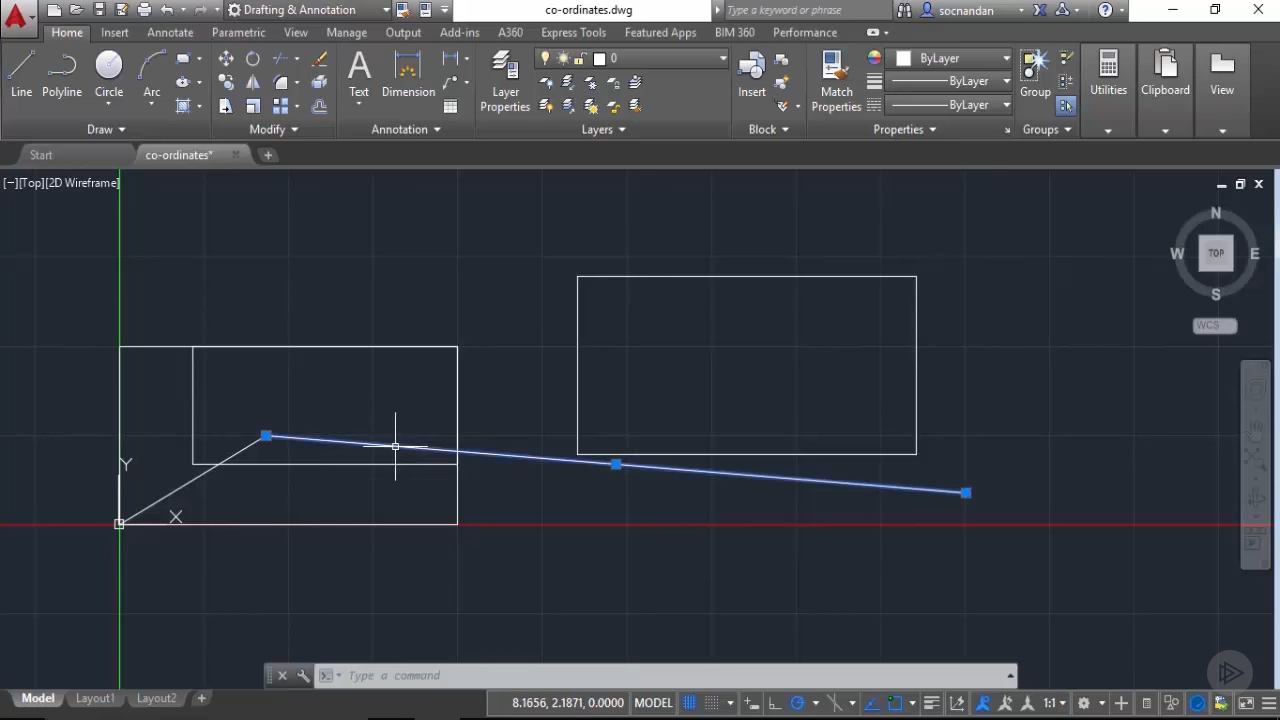 Drafting & Annotation
co-ordinates.dwg
Type a keyword or phrase
socnandan
Home
Insert
Annotate
Parametric
View
Manage
Output
Add-ins
A360
Express Tools
Featured Apps
BIM 360
Performance
Line
Polyline
Circle
Arc
Text
Dimension
Layer
Properties
0
Insert
Match
Properties
ByLayer
ByLayer
ByLayer
Group
Utilities
Clipboard
View
Draw
Modify
Annotation
Layers
Block
Properties
Groups
Start
co-ordinates*
[−][Top][2D Wireframe]
N
W
TOP
E
S
WCS
Y
X
Type a command
Model
Layout1
Layout2
8.1656, 2.1871, 0.0000
MODEL
1:1